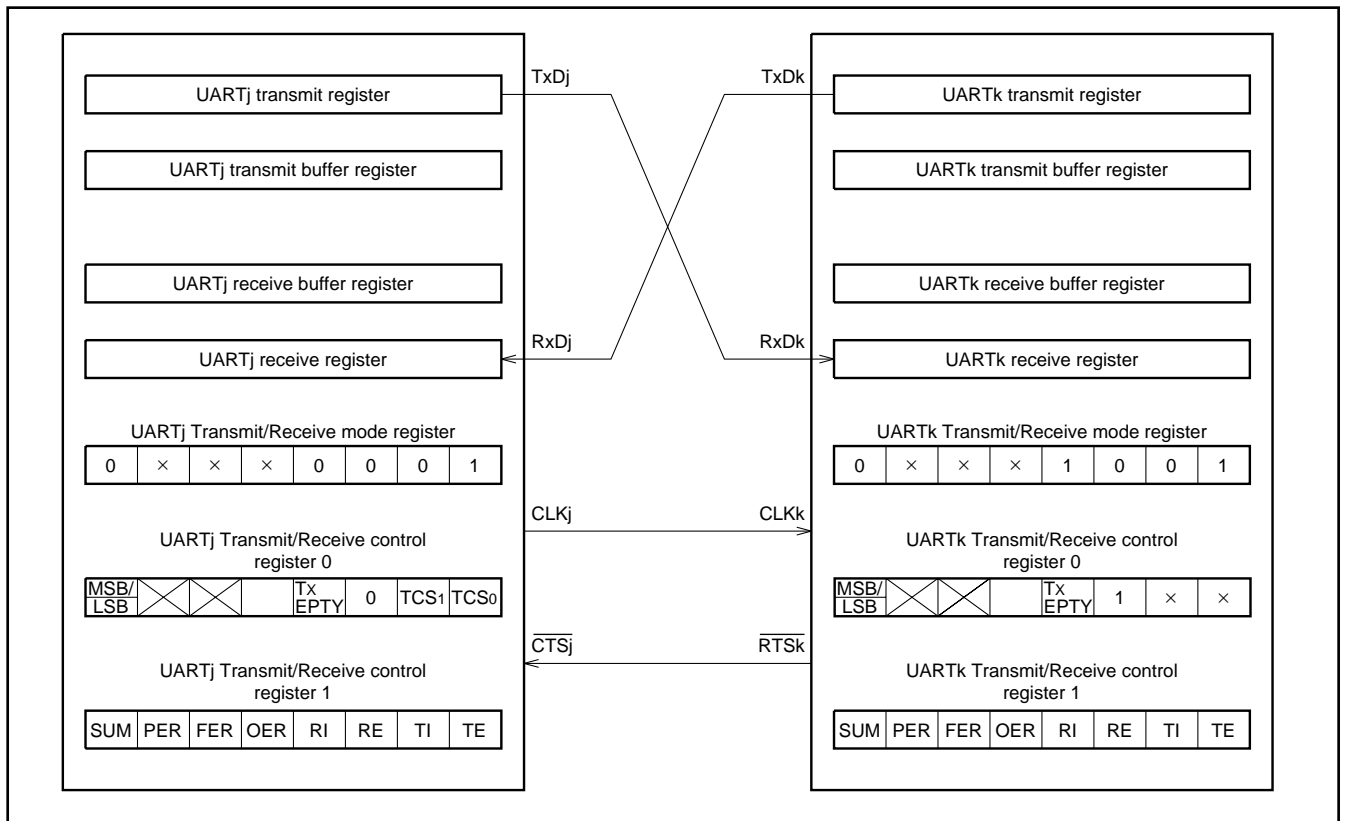 TxDj TxDk
UARTj transmit register UARTk transmit register
UARTj transmit buffer register UARTk transmit buffer register
UARTj receive buffer register UARTk receive buffer register
RxDj RxDk
UARTj receive register UARTk receive register
UARTj Transmit/Receive mode register UARTk Transmit/Receive mode register
0 × × × 0 0 0 1 0 × × × 1 0 0 1
CLKj CLKk
UARTj Transmit/Receive control UARTk Transmit/Receive control
register 0 register 0
MSB/ Tx MSB/ Tx
LSB EPTY 0 TCS1 TCS0 LSB EPTY 1 × ×
CTSj RTSk
UARTj Transmit/Receive control UARTk Transmit/Receive control
register 1 register 1
SUM PER FER OER RI RE TI TE SUM PER FER OER RI RE TI TE